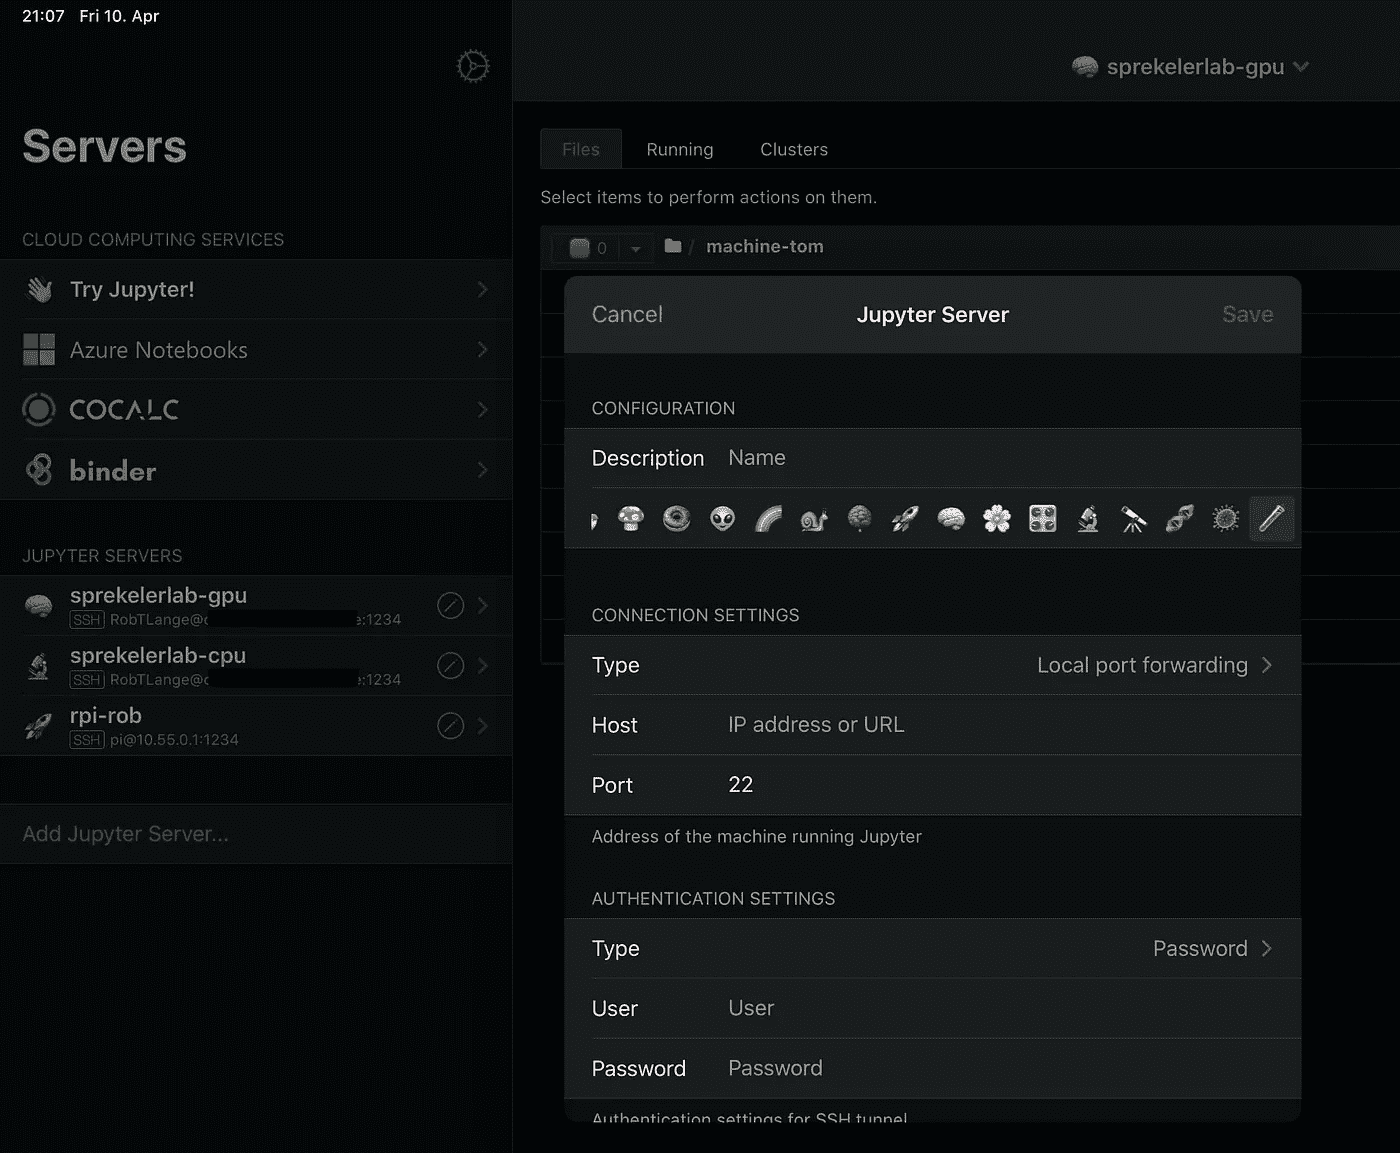 21:07 Fri 10. Apr
Servers
CLOUD COMPUTING SERVICES
Try Jupyter!
Azure Notebooks
COCALC
binder
JUPYTER SERVERS
sprekelerlab-gpu
SSH RobTLange@c e:1234
sprekelerlab-cpu
SSH RobTLange@c e:1234
rpi-rob
SSH pi@10.55.0.1:1234
Add Jupyter Server...
sprekelerlab-gpu
Files Running Clusters
Select items to perform actions on them.
0 / machine-tom
Cancel Jupyter Server Save
CONFIGURATION
Description Name
CONNECTION SETTINGS
Type Local port forwarding
Host IP address or URL
Port 22
Address of the machine running Jupyter
AUTHENTICATION SETTINGS
Type Password
User User
Password Password
Authentication settings for SSH tunnel